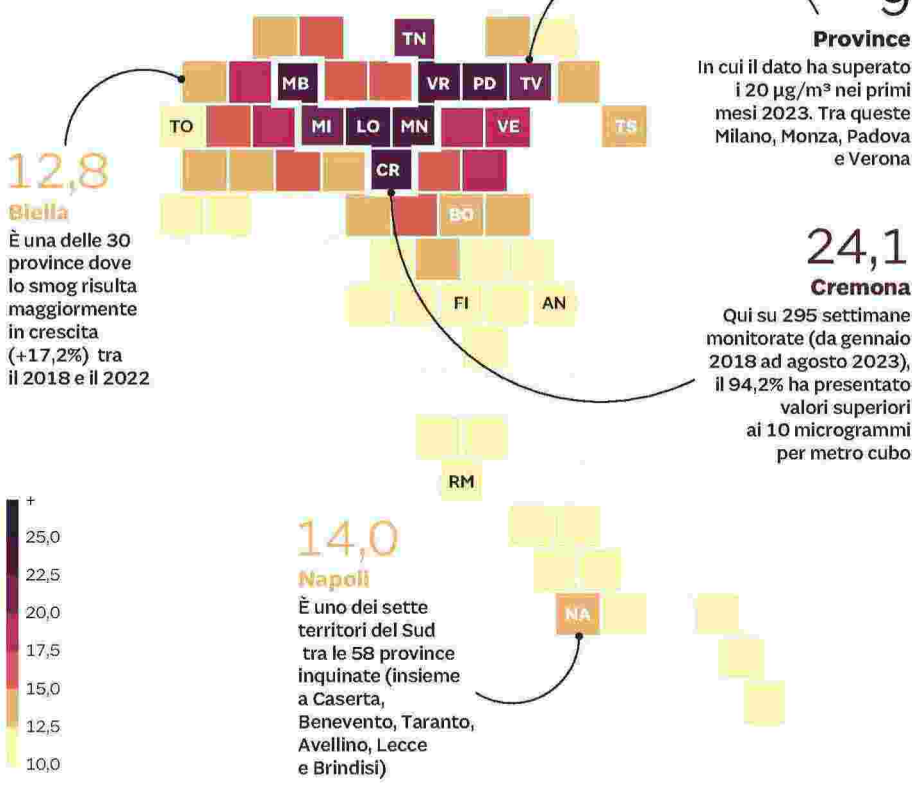 9
Province
In cui il dato ha superato
i 20 µg/m³ nei primi
mesi 2023. Tra queste
Milano, Monza, Padova
e Verona
TN
MB
VR
PD
TV
TO
MI
LO
MN
VE
TS
CR
BO
FI
AN
RM
NA
12,8
Biella
È una delle 30
province dove
lo smog risulta
maggiormente
in crescita
(+17,2%) tra
il 2018 e il 2022
24,1
Cremona
Qui su 295 settimane
monitorate (da gennaio
2018 ad agosto 2023),
il 94,2% ha presentato
valori superiori
ai 10 microgrammi
per metro cubo
+
25,0
22,5
20,0
17,5
15,0
12,5
10,0
14,0
Napoli
È uno dei sette
territori del Sud
tra le 58 province
inquinate (insieme
a Caserta,
Benevento, Taranto,
Avellino, Lecce
e Brindisi)